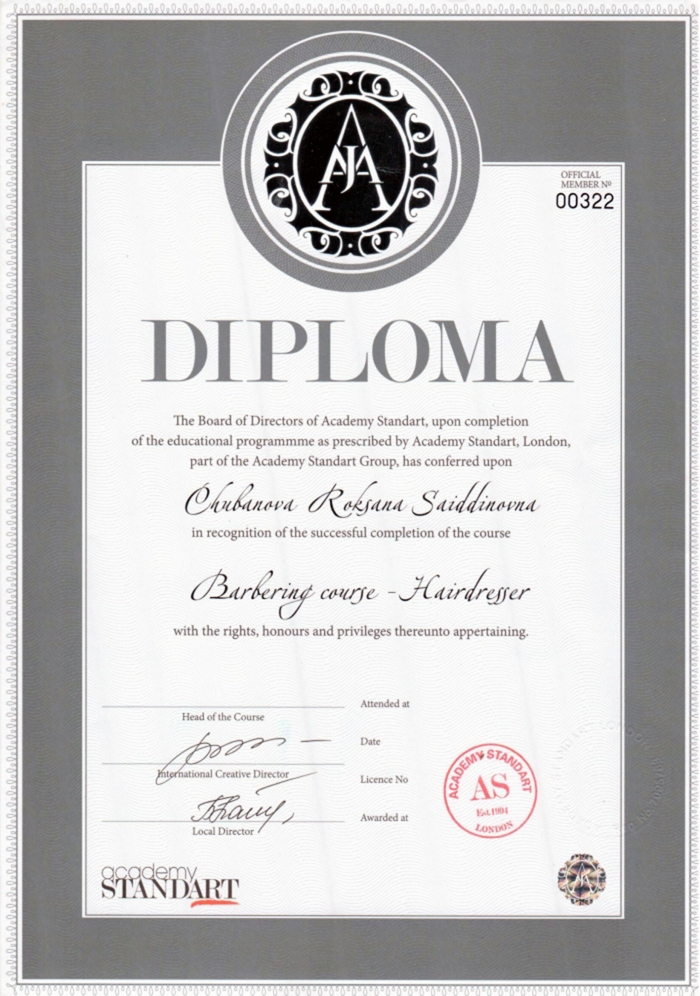 AJA
OFFICIAL
MEMBER Nº
00322
DIPLOMA
The Board of Directors of Academy Standart, upon completion
of the educational programmme as prescribed by Academy Standart, London,
part of the Academy Standart Group, has conferred upon
Chubanova Roksana Saiddinovna
in recognition of the successful completion of the course
Barbering course - Hairdresser
with the rights, honours and privileges thereunto appertaining.
Head of the Course
International Creative Director
Local Director
Attended at
Date
Licence No
Awarded at
ACADEMY STANDART
AS
Est. 1994
LONDON
academy
STANDART